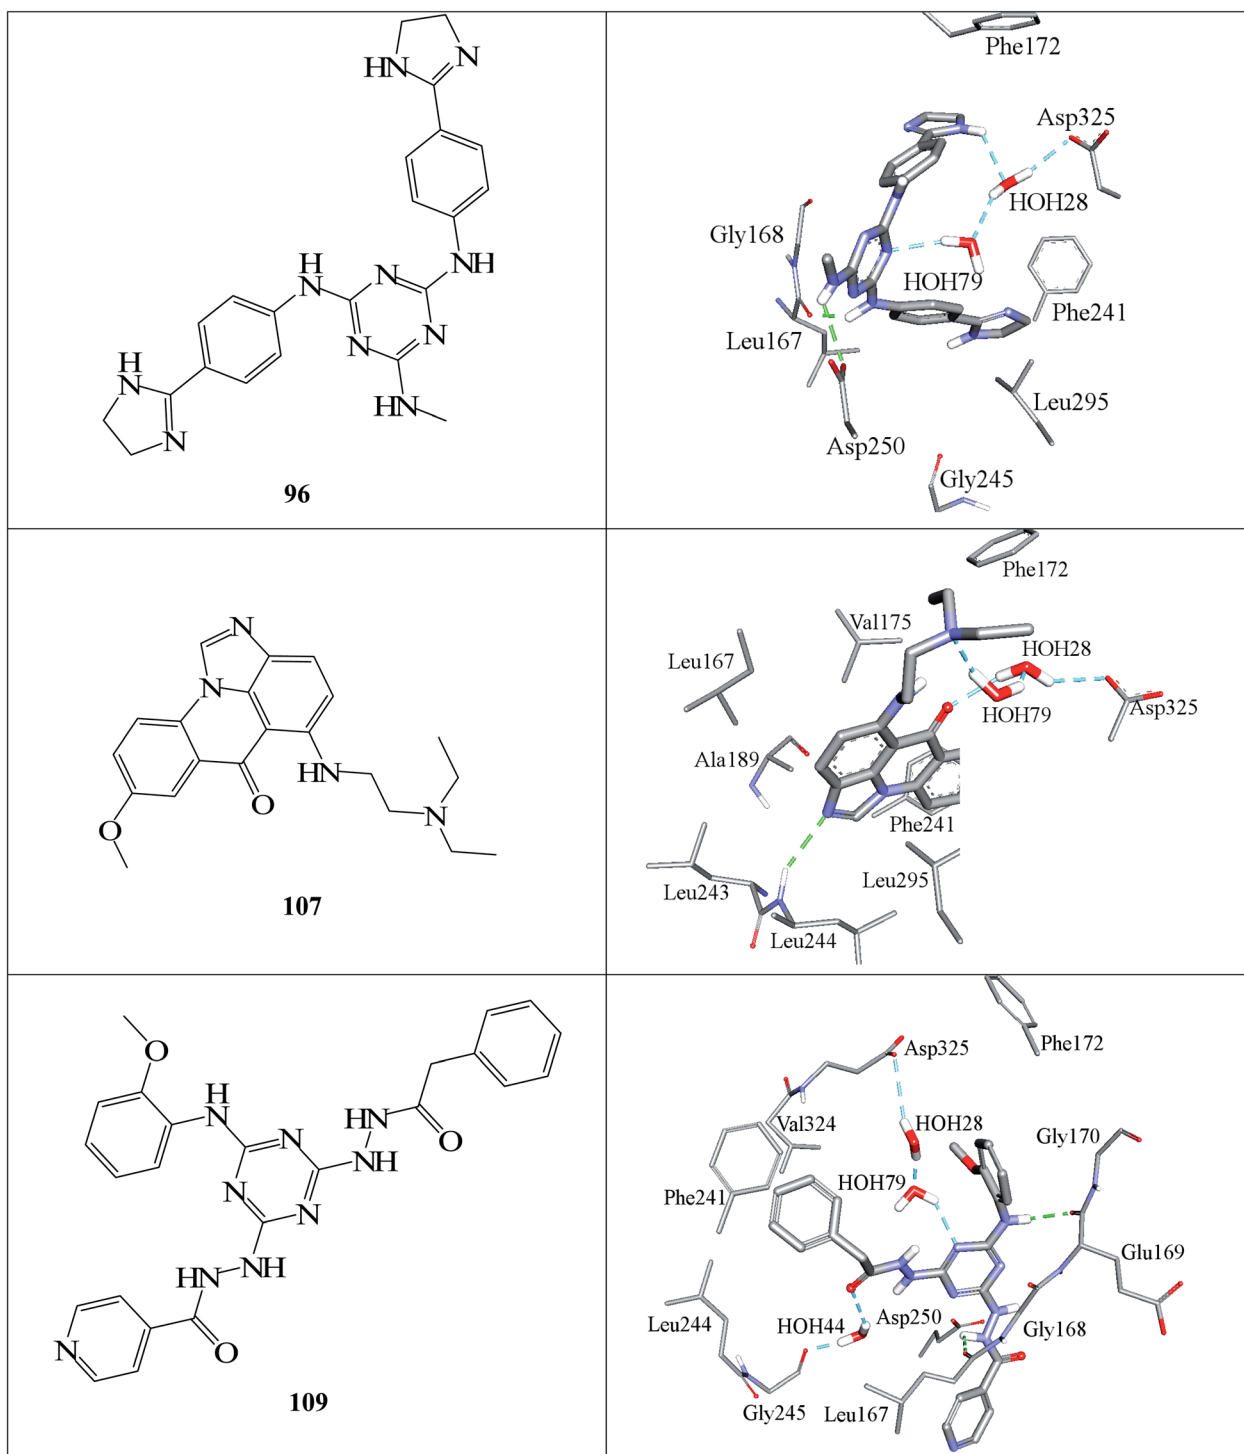 HN
N
N
H
N
H
N
N
H
N
N
N
N
H
HN
96
Phe172
Asp325
HOH28
Gly168
HOH79
Phe241
Leu167
Leu295
Asp250
Gly245
N
N
HN
O
N
O
107
Phe172
Val175
HOH28
Leu167
HOH79
Asp325
Ala189
Phe241
Leu243
Leu295
Leu244
O
H
N
HN
O
N
NH
N
N
NH
HN
N
O
109
Phe172
Asp325
Val324
HOH28
Gly170
HOH79
Phe241
Glu169
Leu244
HOH44
Asp250
Gly168
Gly245
Leu167